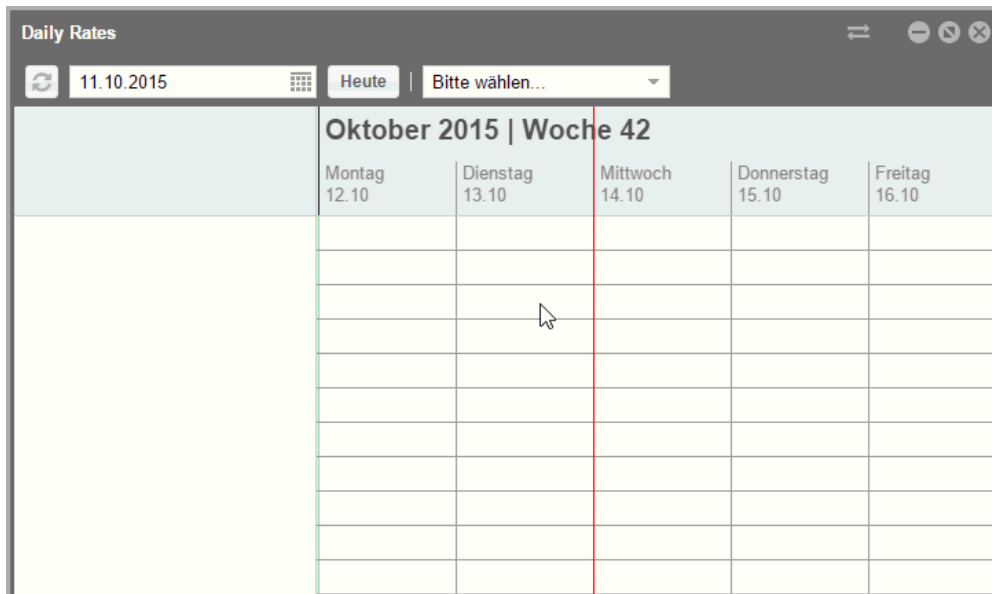 Daily Rates
11.10.2015 Heute | Bitte wählen...
Oktober 2015 | Woche 42
Montag Dienstag Mittwoch Donnerstag Freitag
12.10 13.10 14.10 15.10 16.10